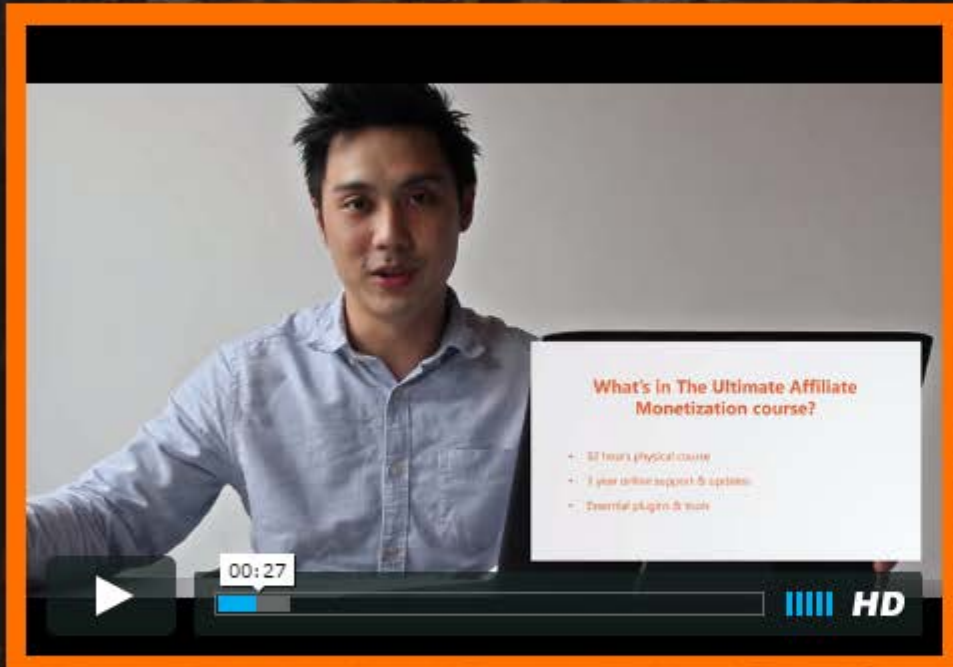 What's in The Ultimate Affiliate
Monetization course?
• 32 hours physical course
• 1 year online support & updates
• Essential plugins & tools
00:27
HD